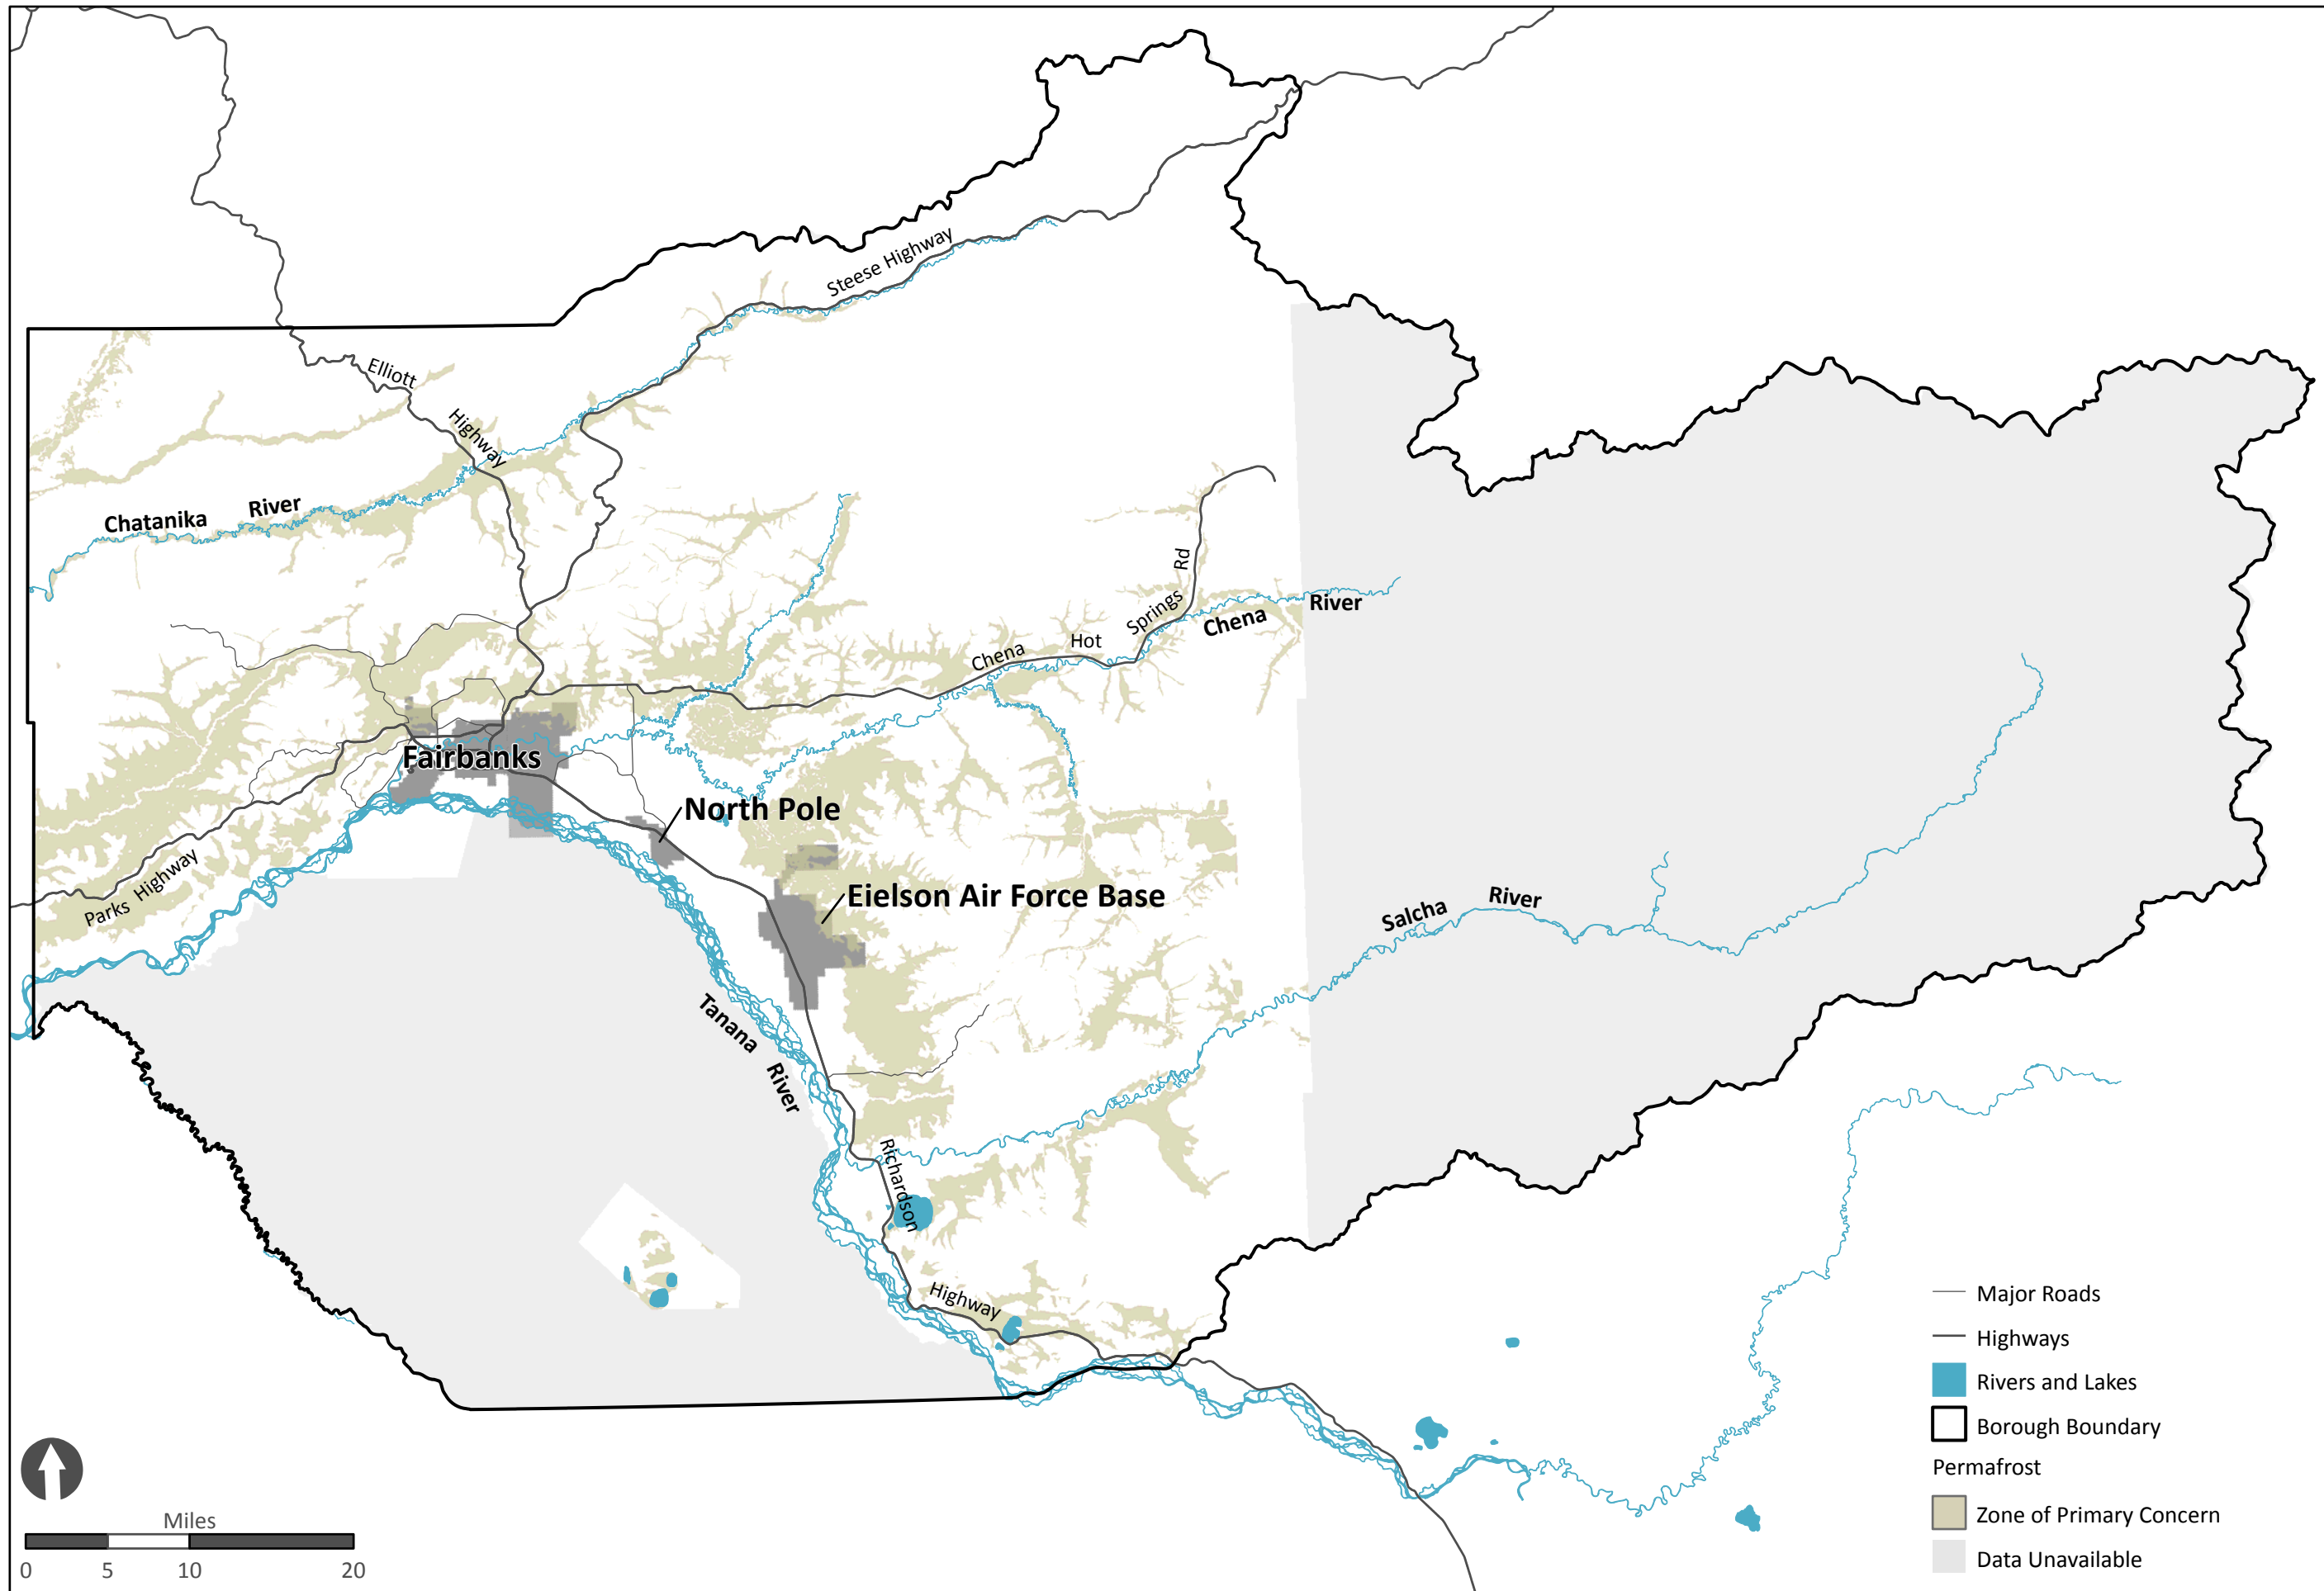 Steese Highway
Elliott
Highway
Chatanika
River
Rd
Springs
Hot
Chena
Chena
River
Fairbanks
North Pole
Parks Highway
Eielson Air Force Base
Salcha
River
Tanana
River
Richardson
Highway
Major Roads
Highways
Rivers and Lakes
Borough Boundary
Permafrost
Zone of Primary Concern
Data Unavailable
Miles
0 5 10 20